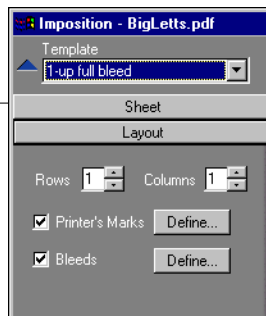 Imposition - BigLetts.pdf
Template
1-up full bleed
Sheet
Layout
Rows 1 Columns 1
Printer's Marks Define...
Bleeds Define...